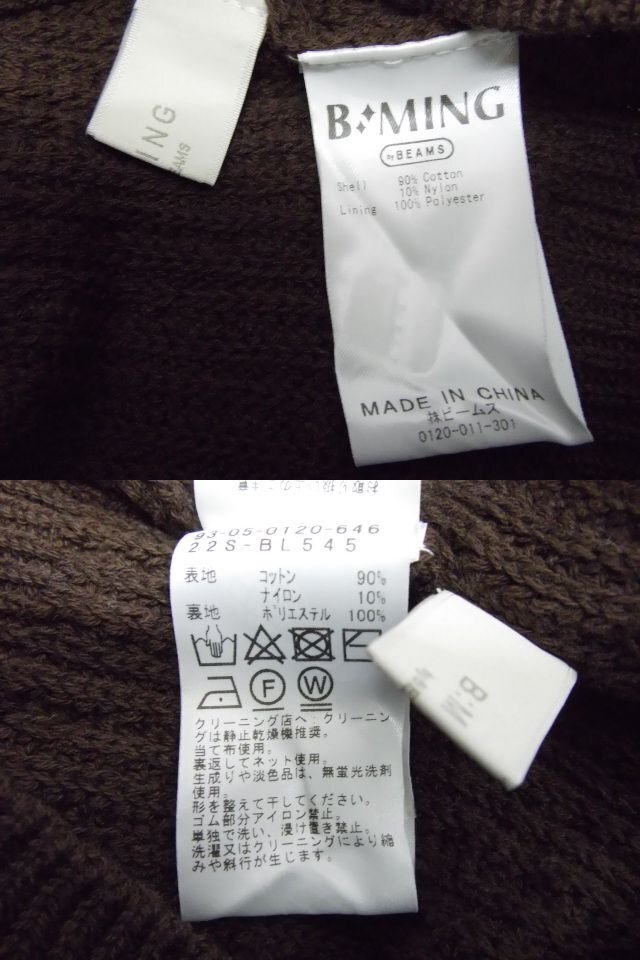 ING
EAMS
B✦MING
by BEAMS
Shell 90% Cotton
10% Nylon
Lining 100% Polyester
MADE IN CHINA
㈱ビームス
0120-011-301
93-05-0120-646
22S-BL545
表地 コットン 90%
ナイロン 10%
裏地 ポリエステル 100%
F W
クリーニング店へ:クリーニン
グは静止乾燥機推奨。
当て布使用。
裏返してネット使用。
生成りや淡色品は、無蛍光洗剤
使用。
形を整えて干してください。
ゴム部分アイロン禁止。
単独で洗い、浸け置き禁止。
洗濯又はクリーニングにより縮
みや斜行が生じます。
B:M